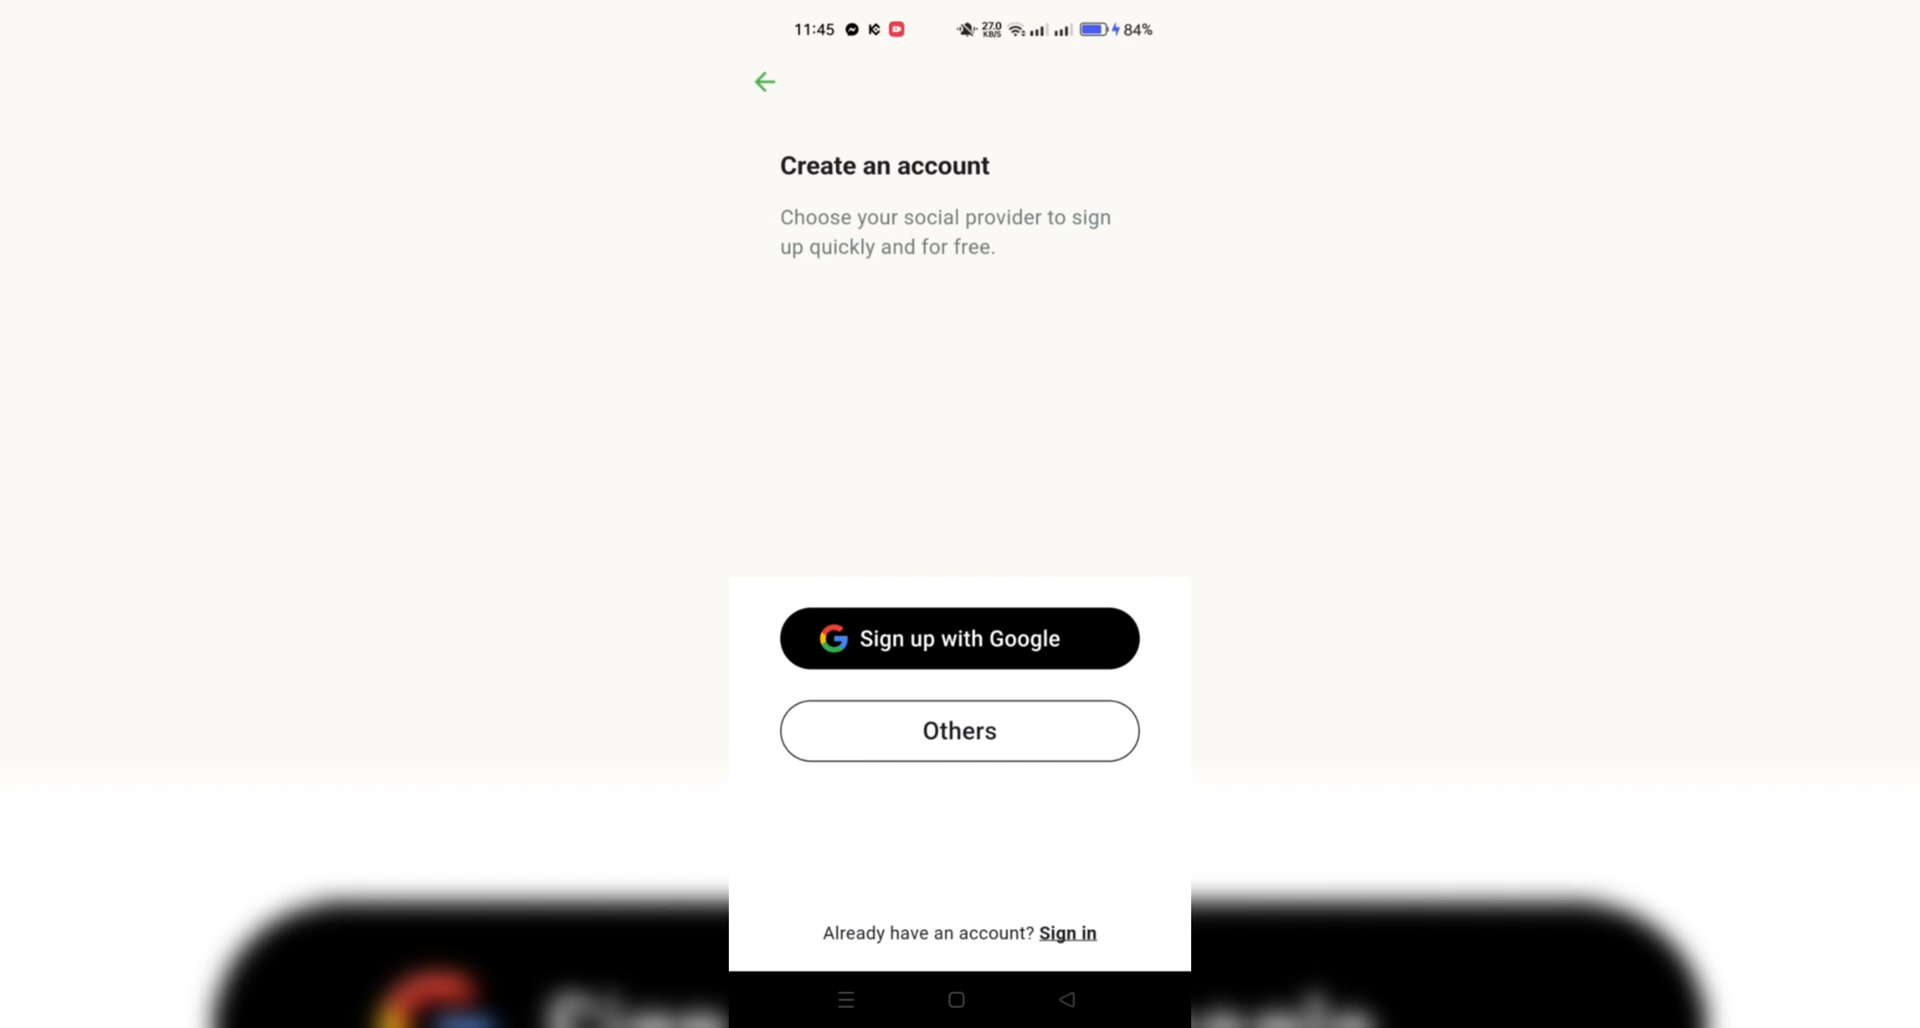 11:45 27.0 KB/S 84%
Create an account
Choose your social provider to sign
up quickly and for free.
Sign up with Google
Others
Already have an account? Sign in